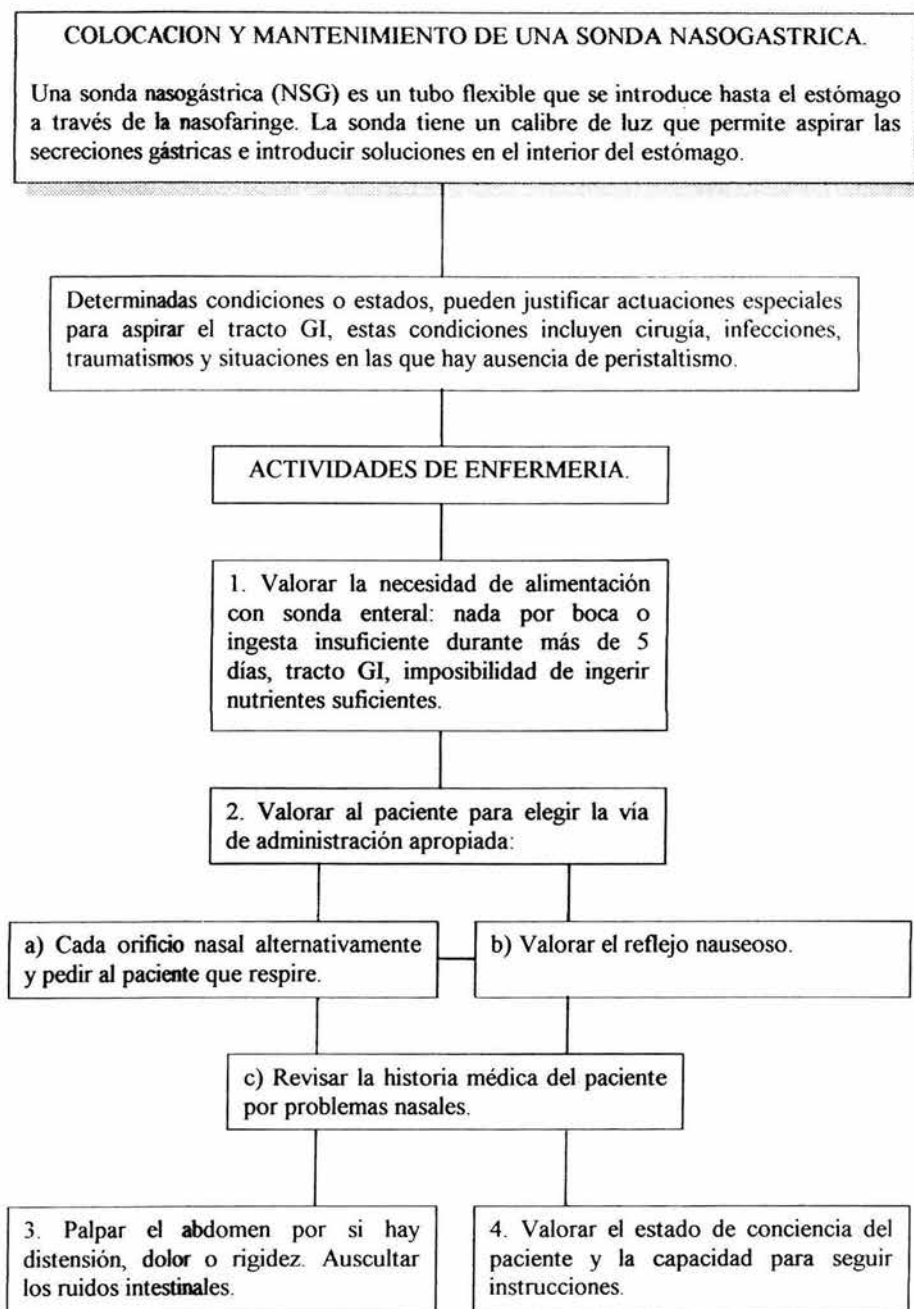 COLOCACION Y MANTENIMIENTO DE UNA SONDA NASOGASTRICA.
Una sonda nasogástrica (NSG) es un tubo flexible que se introduce hasta el estómago
a través de la nasofaringe. La sonda tiene un calibre de luz que permite aspirar las
secreciones gástricas e introducir soluciones en el interior del estómago.
Determinadas condiciones o estados, pueden justificar actuaciones especiales
para aspirar el tracto GI, estas condiciones incluyen cirugía, infecciones,
traumatismos y situaciones en las que hay ausencia de peristaltismo.
ACTIVIDADES DE ENFERMERIA.
1. Valorar la necesidad de alimentación
con sonda enteral: nada por boca o
ingesta insuficiente durante más de 5
días, tracto GI, imposibilidad de ingerir
nutrientes suficientes.
2. Valorar al paciente para elegir la vía
de administración apropiada:
a) Cada orificio nasal alternativamente
y pedir al paciente que respire.
b) Valorar el reflejo nauseoso.
c) Revisar la historia médica del paciente
por problemas nasales.
3. Palpar el abdomen por si hay
distensión, dolor o rigidez. Auscultar
los ruidos intestinales.
4. Valorar el estado de conciencia del
paciente y la capacidad para seguir
instrucciones.